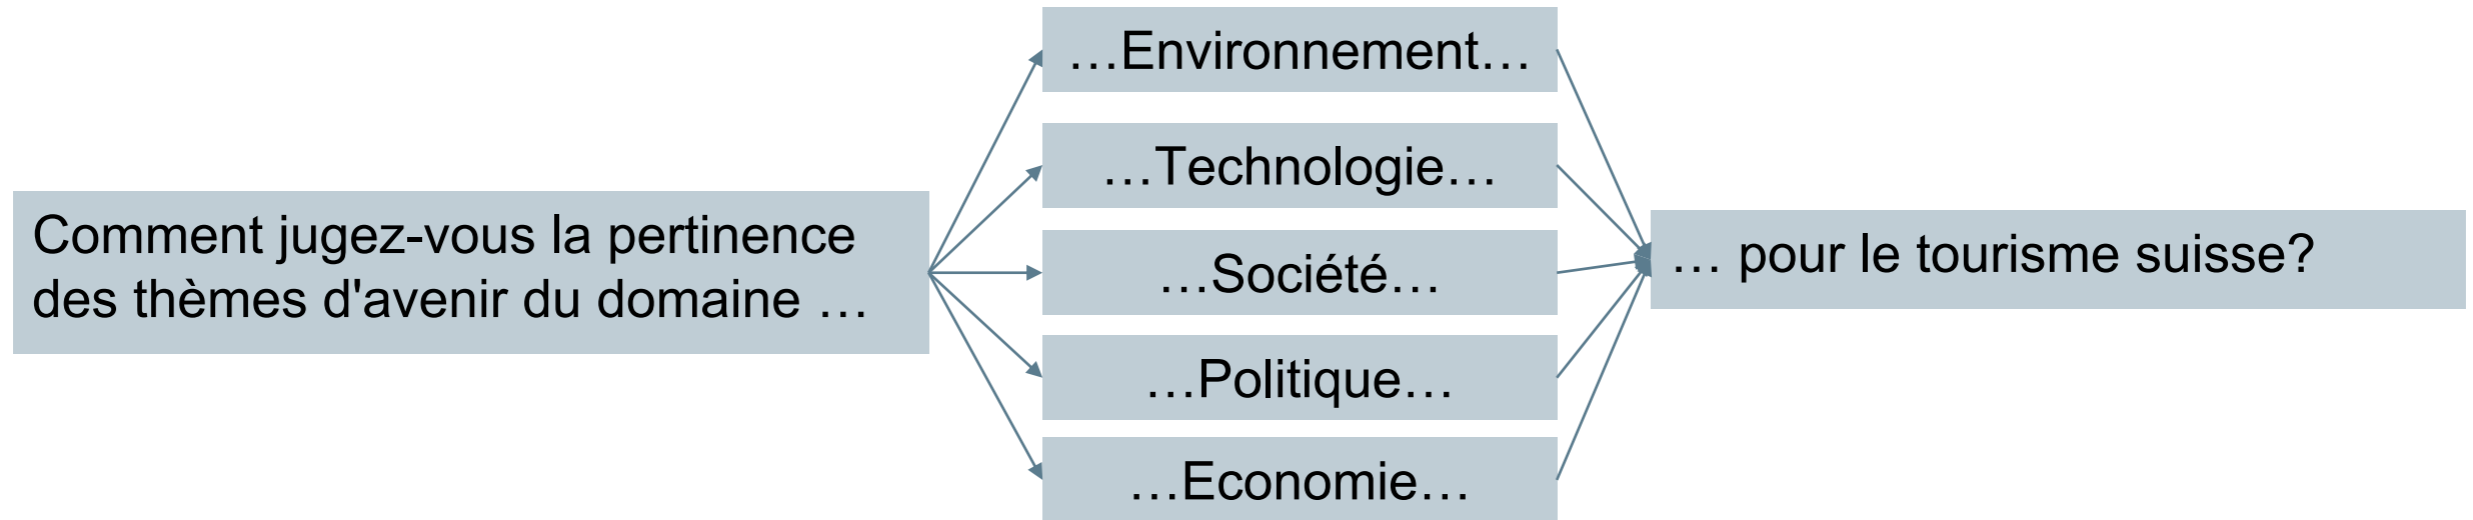 Comment jugez-vous la pertinence
des thèmes d'avenir du domaine …
…Environnement…
…Technologie…
…Société…
…Politique…
…Economie…
… pour le tourisme suisse?